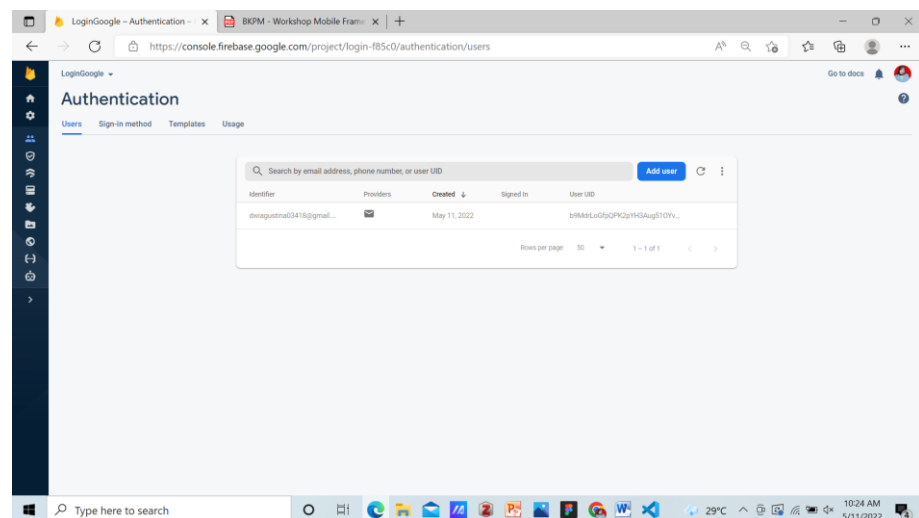 LoginGoogle – Authentication –
BKPM - Workshop Mobile Frame
https://console.firebase.google.com/project/login-f85c0/authentication/users
LoginGoogle
Go to docs
Authentication
Users Sign-in method Templates Usage
Search by email address, phone number, or user UID
Add user
Identifier Providers Created Signed In User UID
dwiagustina03418@gmail... May 11, 2022
Rows per page: 50 1 – 1 of 1
Type here to search
29°C
10:24 AM
5/11/2022